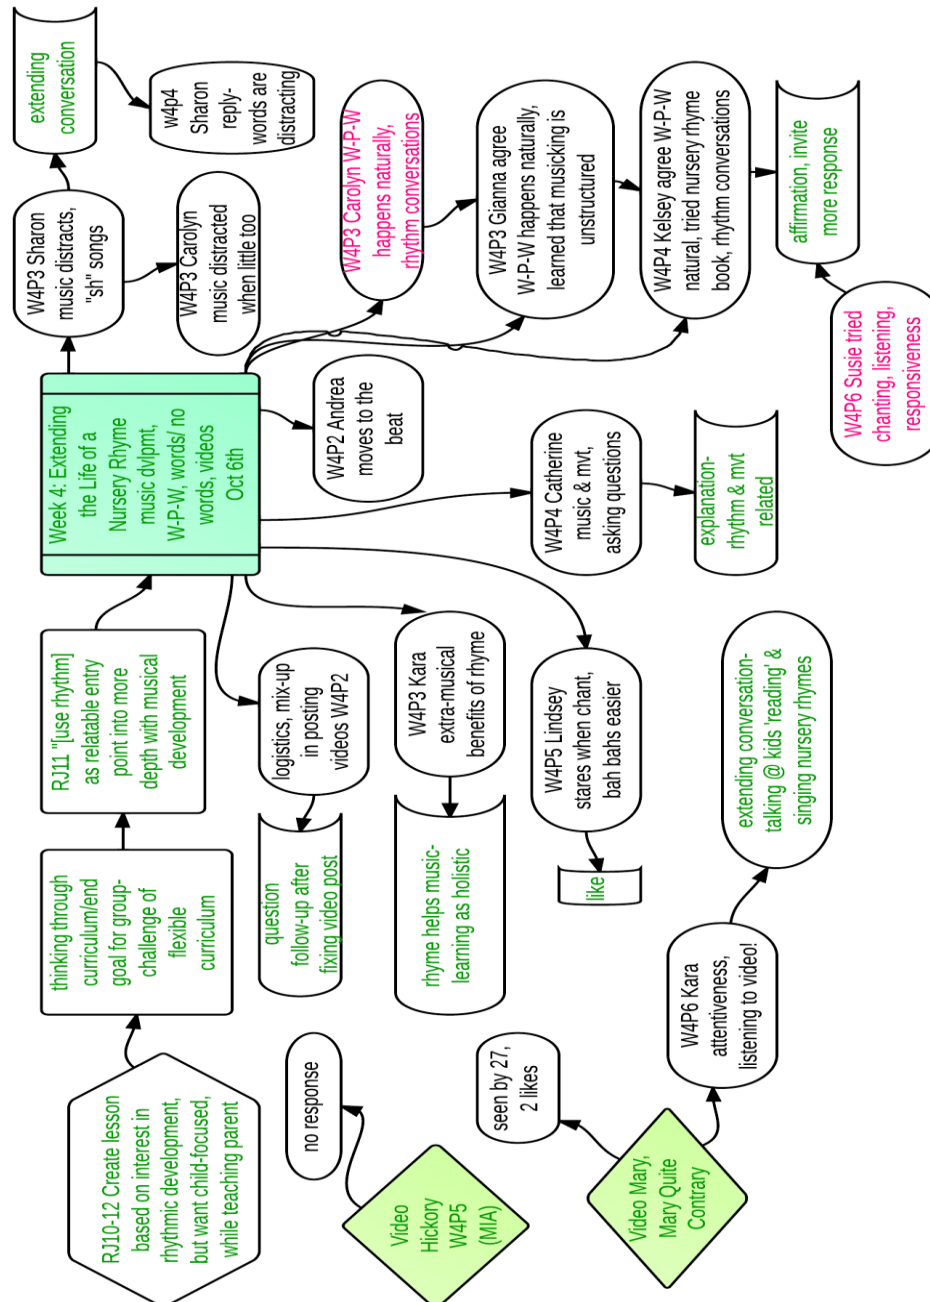 RJ10-12 Create lesson
based on interest in
rhythmic development,
but want child-focused,
while teaching parent
thinking through
curriculum/end
goal for group-
challenge of
flexible
curriculum
RJ11 "[use rhythm]
as relatable entry
point into more
depth with musical
development
Week 4: Extending
the Life of a
Nursery Rhyme
music dvlpmt,
W-P-W, words/ no
words, videos
Oct 6th
W4P3 Sharon
music distracts,
"sh" songs
extending
conversation
w4p4
Sharon
reply-
words are
distracting
W4P3 Carolyn
music distracted
when little too
no response
Video
Hickory
W4P5
(MIA)
question
follow-up after
fixing video post
logistics, mix-up
in posting
videos W4P2
W4P2 Andrea
moves to the
beat
W4P3 Carolyn W-P-W
happens naturally,
rhythm conversations
rhyme helps music-
learning as holistic
W4P3 Kara
extra-musical
benefits of rhyme
W4P3 Gianna agree
W-P-W happens naturally,
learned that musicking is
unstructured
seen by 27,
2 likes
like
W4P5 Lindsey
stares when chant,
bah bahs easier
W4P4 Catherine
music & mvt,
asking questions
W4P4 Kelsey agree W-P-W
natural, tried nursery rhyme
book, rhythm conversations
Video Mary,
Mary Quite
Contrary
W4P6 Kara
attentiveness,
listening to video!
extending conversation-
talking @ kids 'reading' &
singing nursery rhymes
explanation-
rhythm & mvt
related
affirmation, invite
more response
W4P6 Susie tried
chanting, listening,
responsiveness